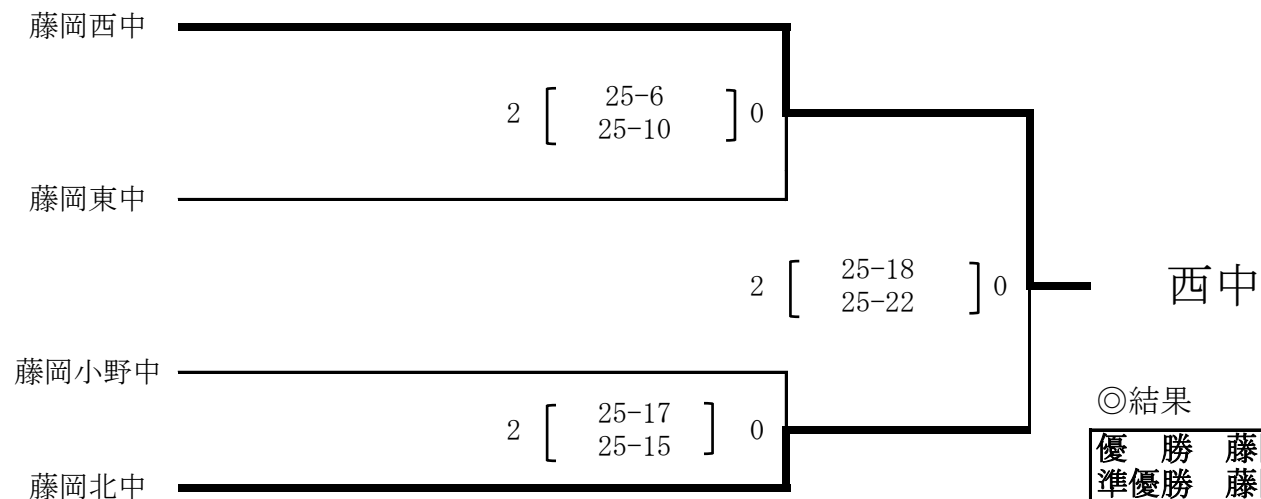 藤岡西中
2 [ 25-6 ] 0
25-10
藤岡東中
2 [ 25-18 ] 0
25-22
西中
藤岡小野中
2 [ 25-17 ] 0
25-15
藤岡北中
◎結果
優　勝　藤
準優勝　藤